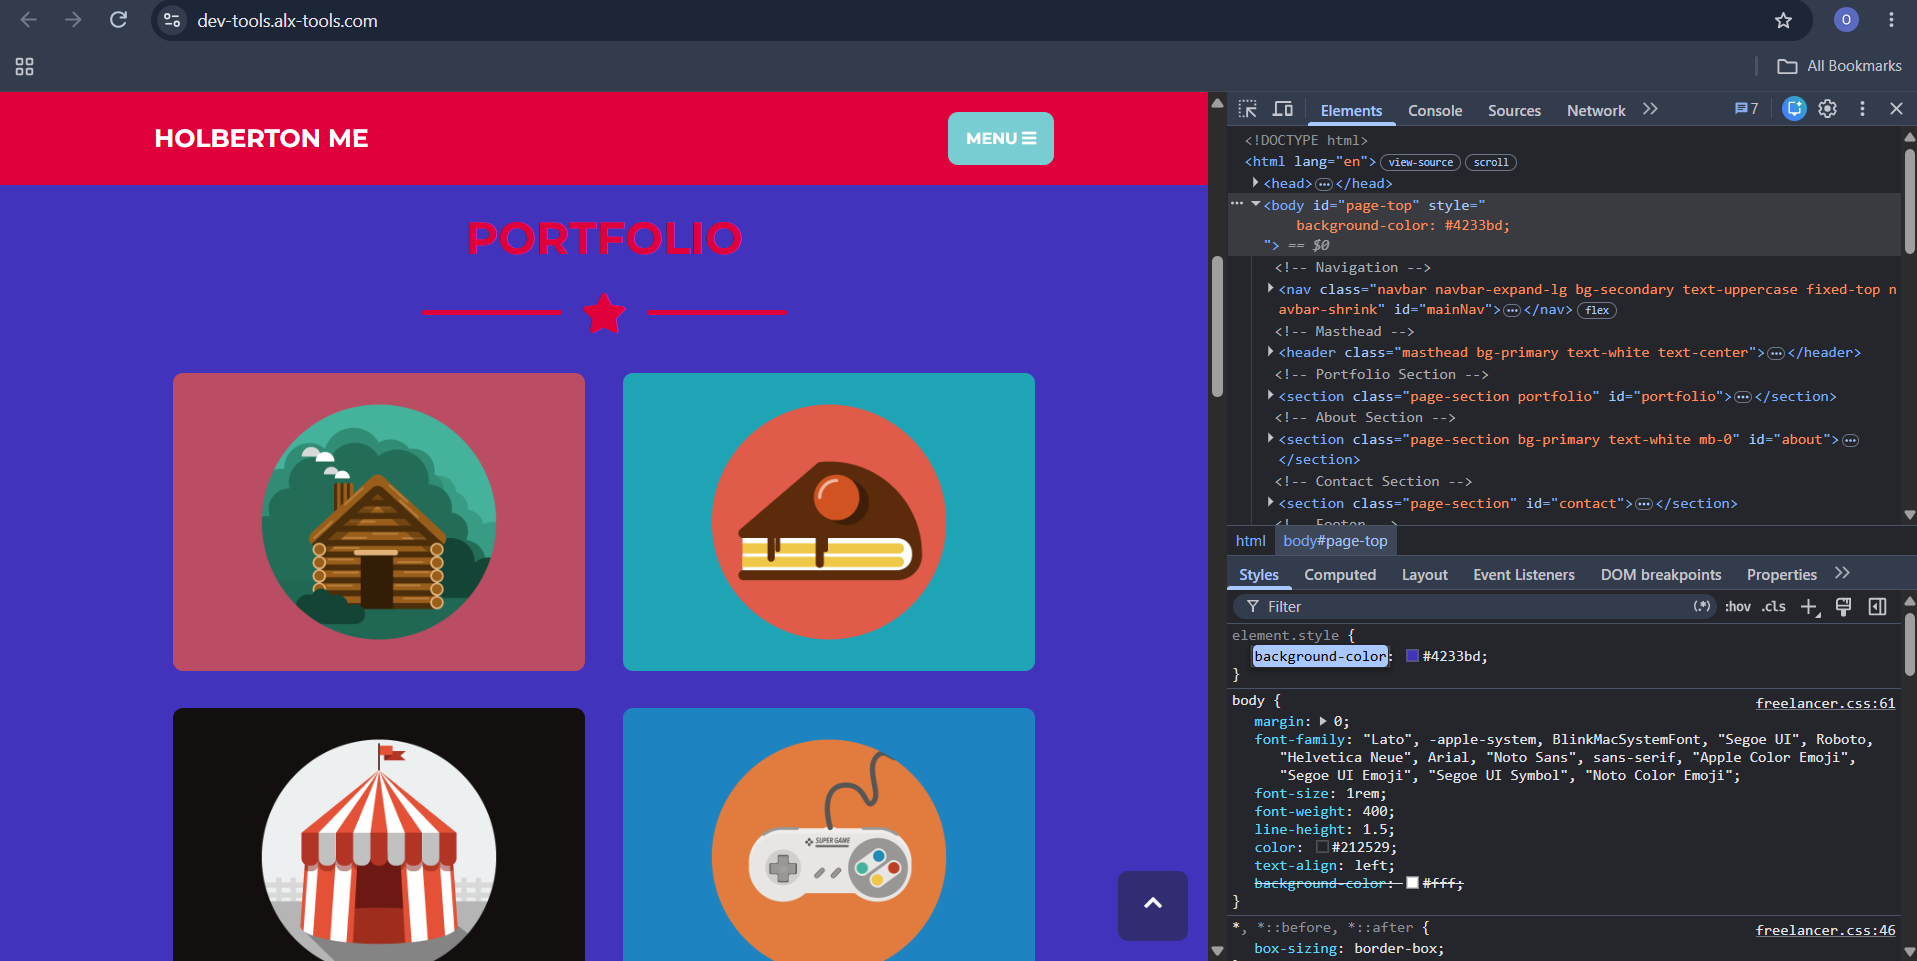 dev-tools.alx-tools.com
O
All Bookmarks
HOLBERTON ME
MENU
PORTFOLIO
SUPER GAME
Elements
Console
Sources
Network
7
<!DOCTYPE html>
<html lang="en"> view-source scroll
<head> ••• </head>
••• <body id="page-top" style="
background-color: #4233bd;
"> == $0
<!-- Navigation -->
<nav class="navbar navbar-expand-lg bg-secondary text-uppercase fixed-top n
avbar-shrink" id="mainNav"> ••• </nav> flex
<!-- Masthead -->
<header class="masthead bg-primary text-white text-center"> ••• </header>
<!-- Portfolio Section -->
<section class="page-section portfolio" id="portfolio"> ••• </section>
<!-- About Section -->
<section class="page-section bg-primary text-white mb-0" id="about"> •••
</section>
<!-- Contact Section -->
<section class="page-section" id="contact"> ••• </section>
<!-- Footer -->
html body#page-top
Styles Computed Layout Event Listeners DOM breakpoints Properties
Filter (.*) :hov .cls
element.style {
background-color: #4233bd;
}
body { freelancer.css:61
margin: 0;
font-family: "Lato", -apple-system, BlinkMacSystemFont, "Segoe UI", Roboto,
"Helvetica Neue", Arial, "Noto Sans", sans-serif, "Apple Color Emoji",
"Segoe UI Emoji", "Segoe UI Symbol", "Noto Color Emoji";
font-size: 1rem;
font-weight: 400;
line-height: 1.5;
color: #212529;
text-align: left;
background-color: #fff;
}
*, *::before, *::after { freelancer.css:46
box-sizing: border-box;